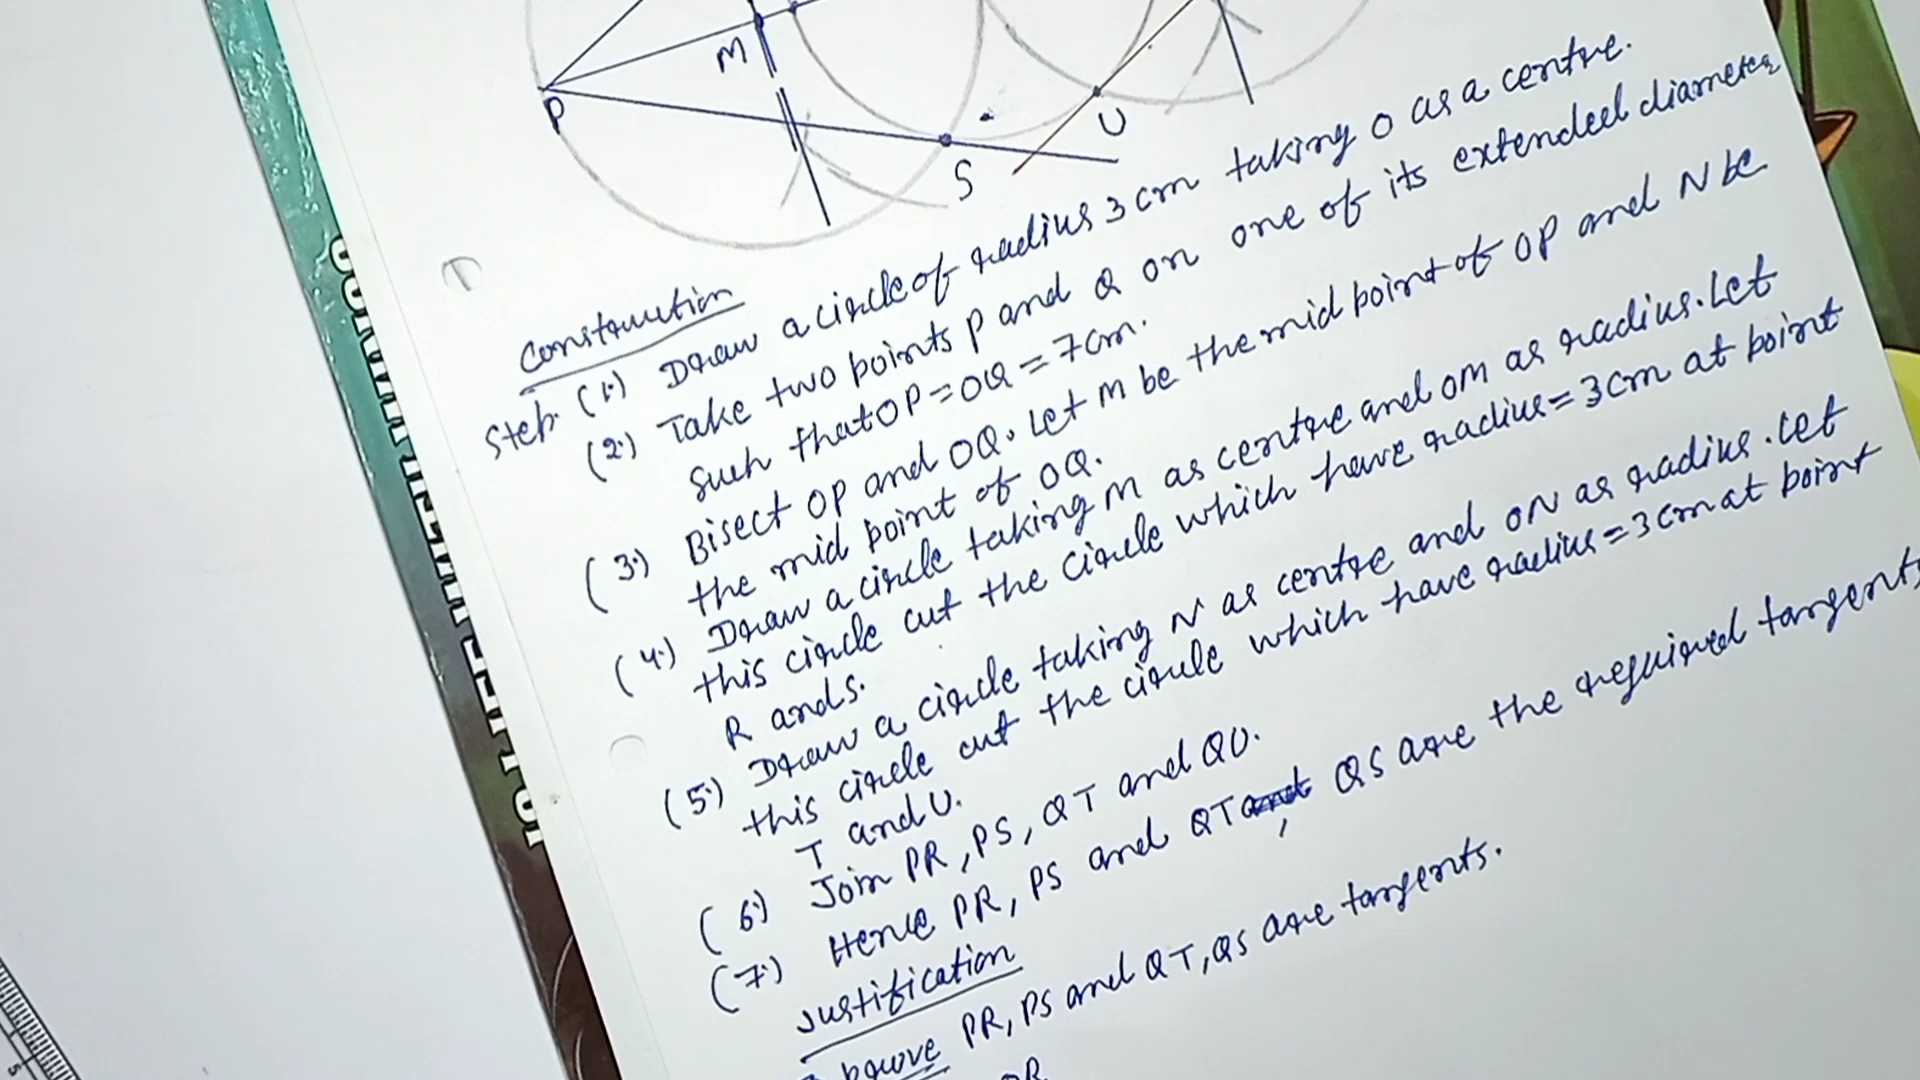 M
P
U
S
Construction
Step. (1.) Draw a circle of radius 3 cm taking O as a centre.
(2.) Take two points P and Q on one of its extended diameter
such that OP = OQ = 7cm.
(3.) Bisect OP and OQ. Let M be the mid point of OP and N be
the mid point of OQ.
(4.) Draw a circle taking M as centre and OM as radius. Let
this circle cut the circle which have radius = 3cm at point
R and S.
(5.) Draw a circle taking N as centre and ON as radius. Let
this circle cut the circle which have radius = 3cm at point
T and U.
(6.) Join PR, PS, QT and QU.
(7.) Hence PR, PS and QT, QS are the required tangents
Justification
prove PR, PS and QT, QS are tangents.